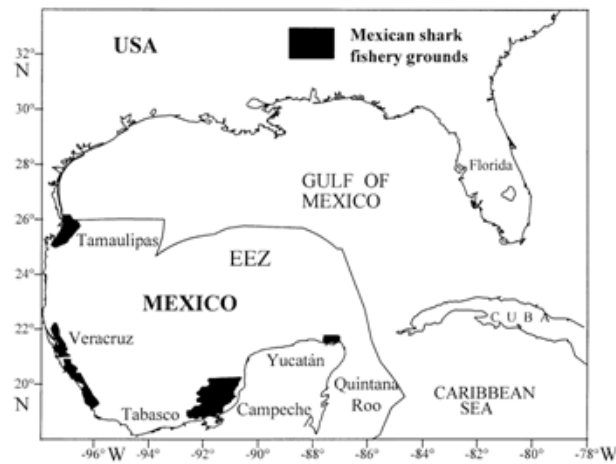 32°
N
30°
28°
26°
24°
22°
20°
N
USA
Mexican shark
fishery grounds
Florida
GULF OF
MEXICO
Tamaulipas
EEZ
MEXICO
Veracruz
CUBA
Yucatán
Tabasco
Campeche
Quintana
Roo
CARIBBEAN
SEA
-96° W
-94°
-92°
-90°
-88°
-86°
-84°
-82°
-80°
-78° W